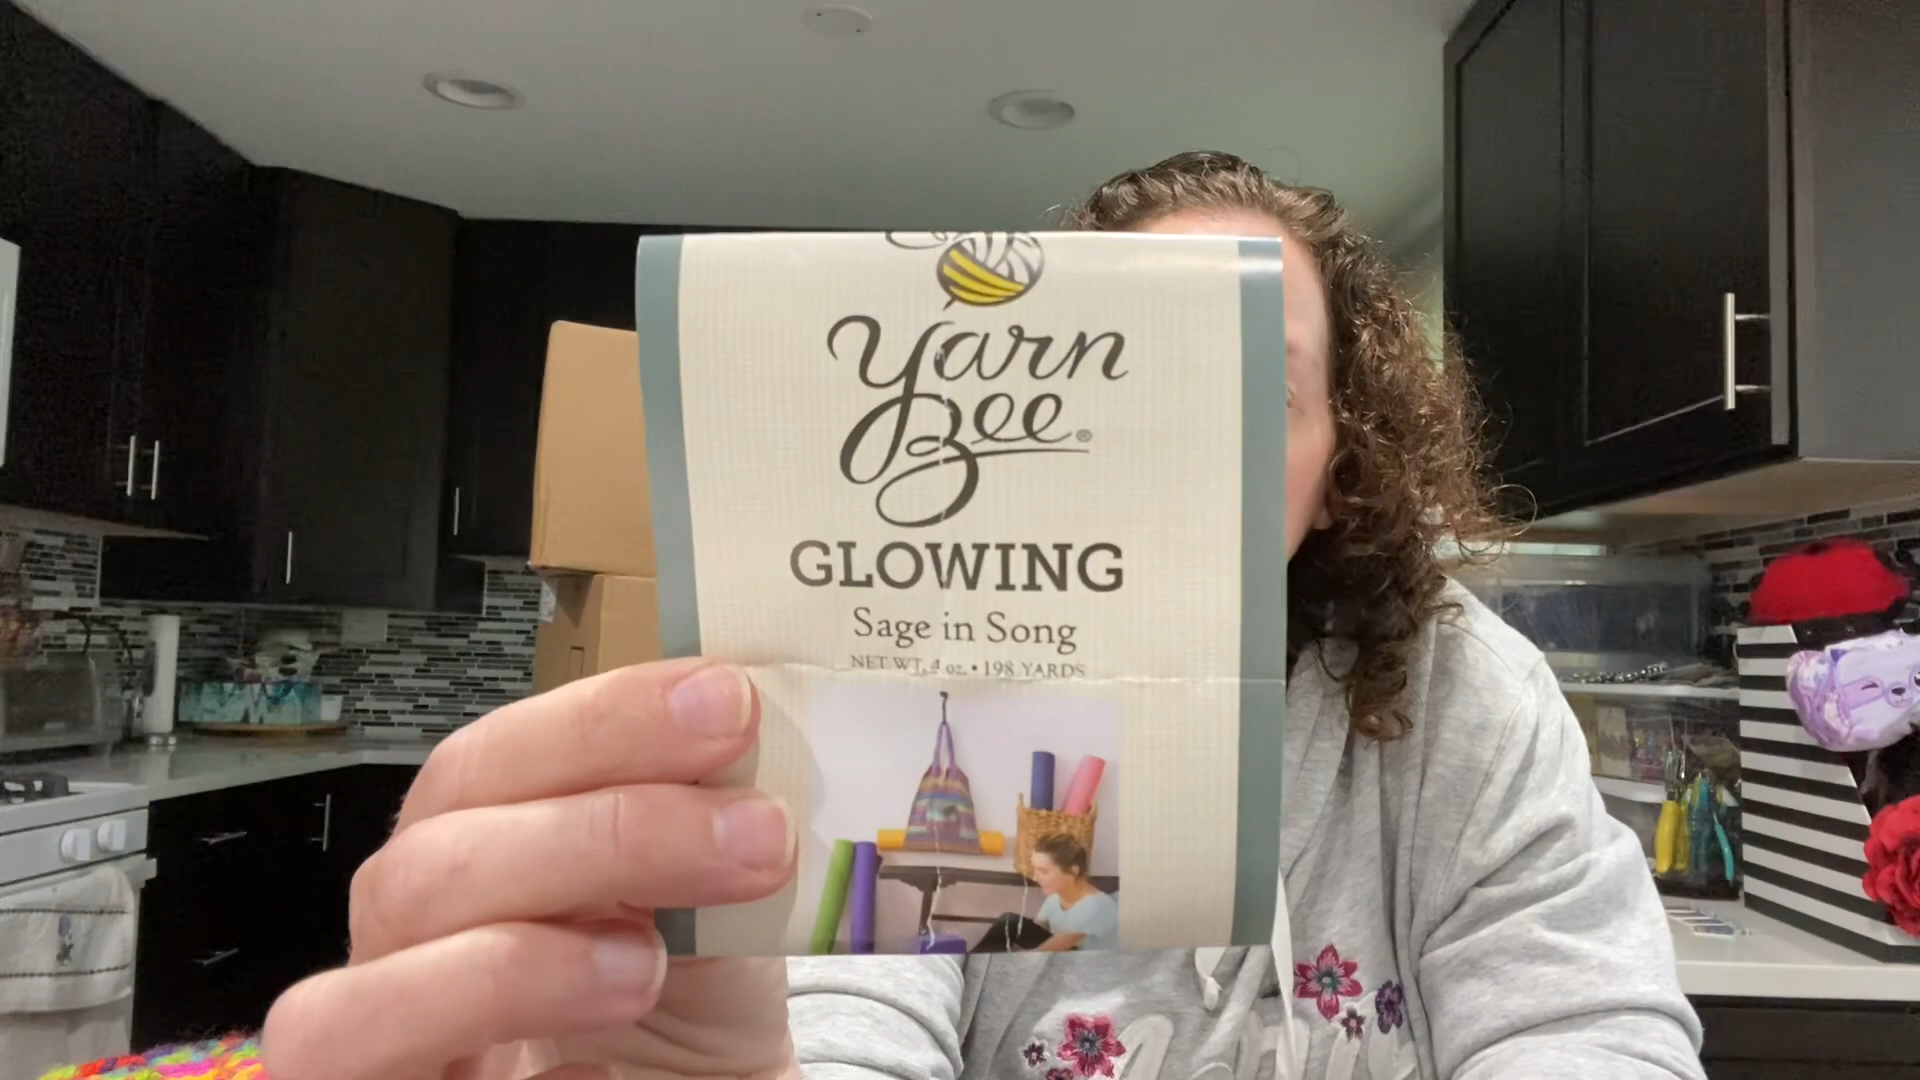 Yarn
Bee®
GLOWING
Sage in Song
NET WT. 4 oz. • 198 YARDS